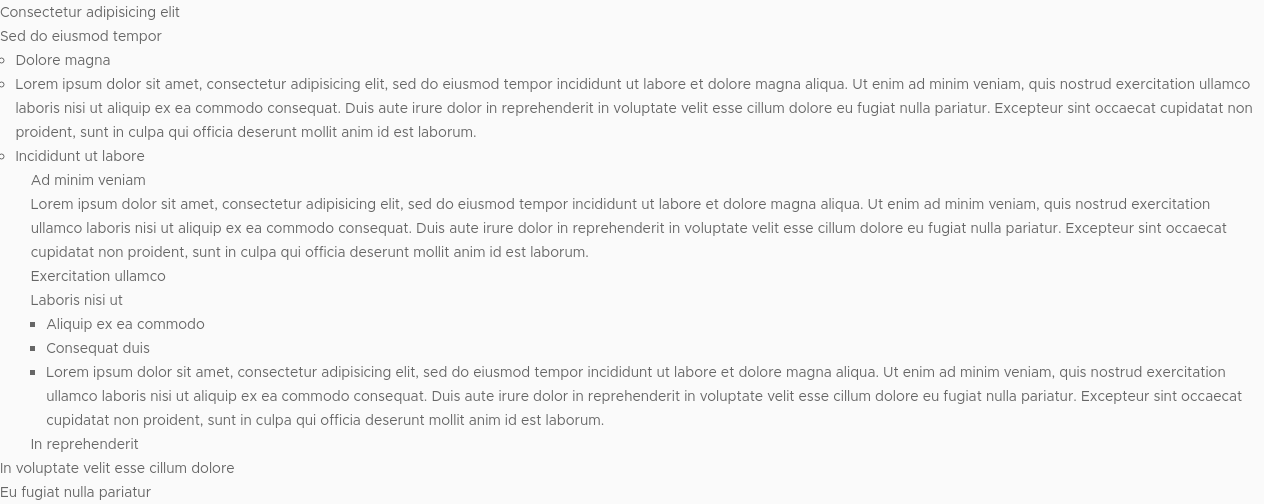 Consectetur adipisicing elit
Sed do eiusmod tempor
Dolore magna
Lorem ipsum dolor sit amet, consectetur adipisicing elit, sed do eiusmod tempor incididunt ut labore et dolore magna aliqua. Ut enim ad minim veniam, quis nostrud exercitation ullamco
laboris nisi ut aliquip ex ea commodo consequat. Duis aute irure dolor in reprehenderit in voluptate velit esse cillum dolore eu fugiat nulla pariatur. Excepteur sint occaecat cupidatat non
proident, sunt in culpa qui officia deserunt mollit anim id est laborum.
Incididunt ut labore
Ad minim veniam
Lorem ipsum dolor sit amet, consectetur adipisicing elit, sed do eiusmod tempor incididunt ut labore et dolore magna aliqua. Ut enim ad minim veniam, quis nostrud exercitation
ullamco laboris nisi ut aliquip ex ea commodo consequat. Duis aute irure dolor in reprehenderit in voluptate velit esse cillum dolore eu fugiat nulla pariatur. Excepteur sint occaecat
cupidatat non proident, sunt in culpa qui officia deserunt mollit anim id est laborum.
Exercitation ullamco
Laboris nisi ut
Aliquip ex ea commodo
Consequat duis
Lorem ipsum dolor sit amet, consectetur adipisicing elit, sed do eiusmod tempor incididunt ut labore et dolore magna aliqua. Ut enim ad minim veniam, quis nostrud exercitation
ullamco laboris nisi ut aliquip ex ea commodo consequat. Duis aute irure dolor in reprehenderit in voluptate velit esse cillum dolore eu fugiat nulla pariatur. Excepteur sint occaecat
cupidatat non proident, sunt in culpa qui officia deserunt mollit anim id est laborum.
In reprehenderit
In voluptate velit esse cillum dolore
Eu fugiat nulla pariatur